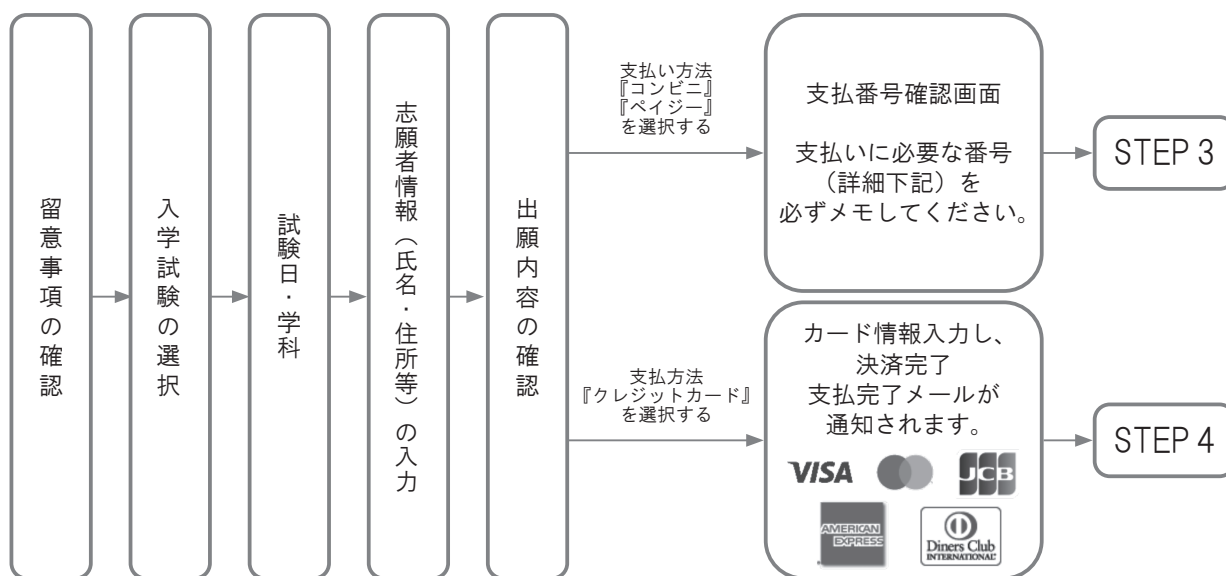 留意事項の確認
入学試験の選択
試験日・学科
志願者情報（氏名・住所等）の入力
出願内容の確認
支払い方法
『コンビニ』
『ペイジー』
を選択する
支払番号確認画面
支払いに必要な番号
（詳細下記）を
必ずメモしてください。
STEP 3
支払方法
『クレジットカード』
を選択する
カード情報入力し、
決済完了
支払完了メールが
通知されます。
VISA
JCB
AMERICAN
EXPRESS
Diners Club
INTERNATIONAL
STEP 4